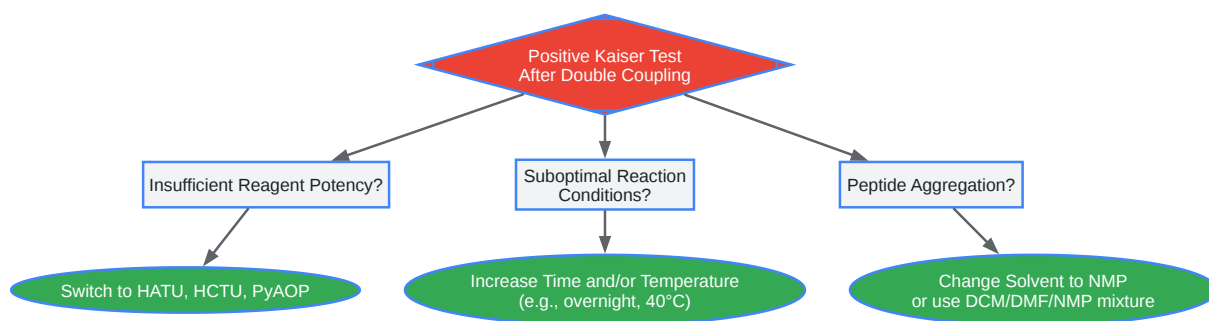 Positive Kaiser Test
After Double Coupling
Insufficient Reagent Potency?
Suboptimal Reaction
Conditions?
Peptide Aggregation?
Switch to HATU, HCTU, PyAOP
Increase Time and/or Temperature
(e.g., overnight, 40°C)
Change Solvent to NMP
or use DCM/DMF/NMP mixture